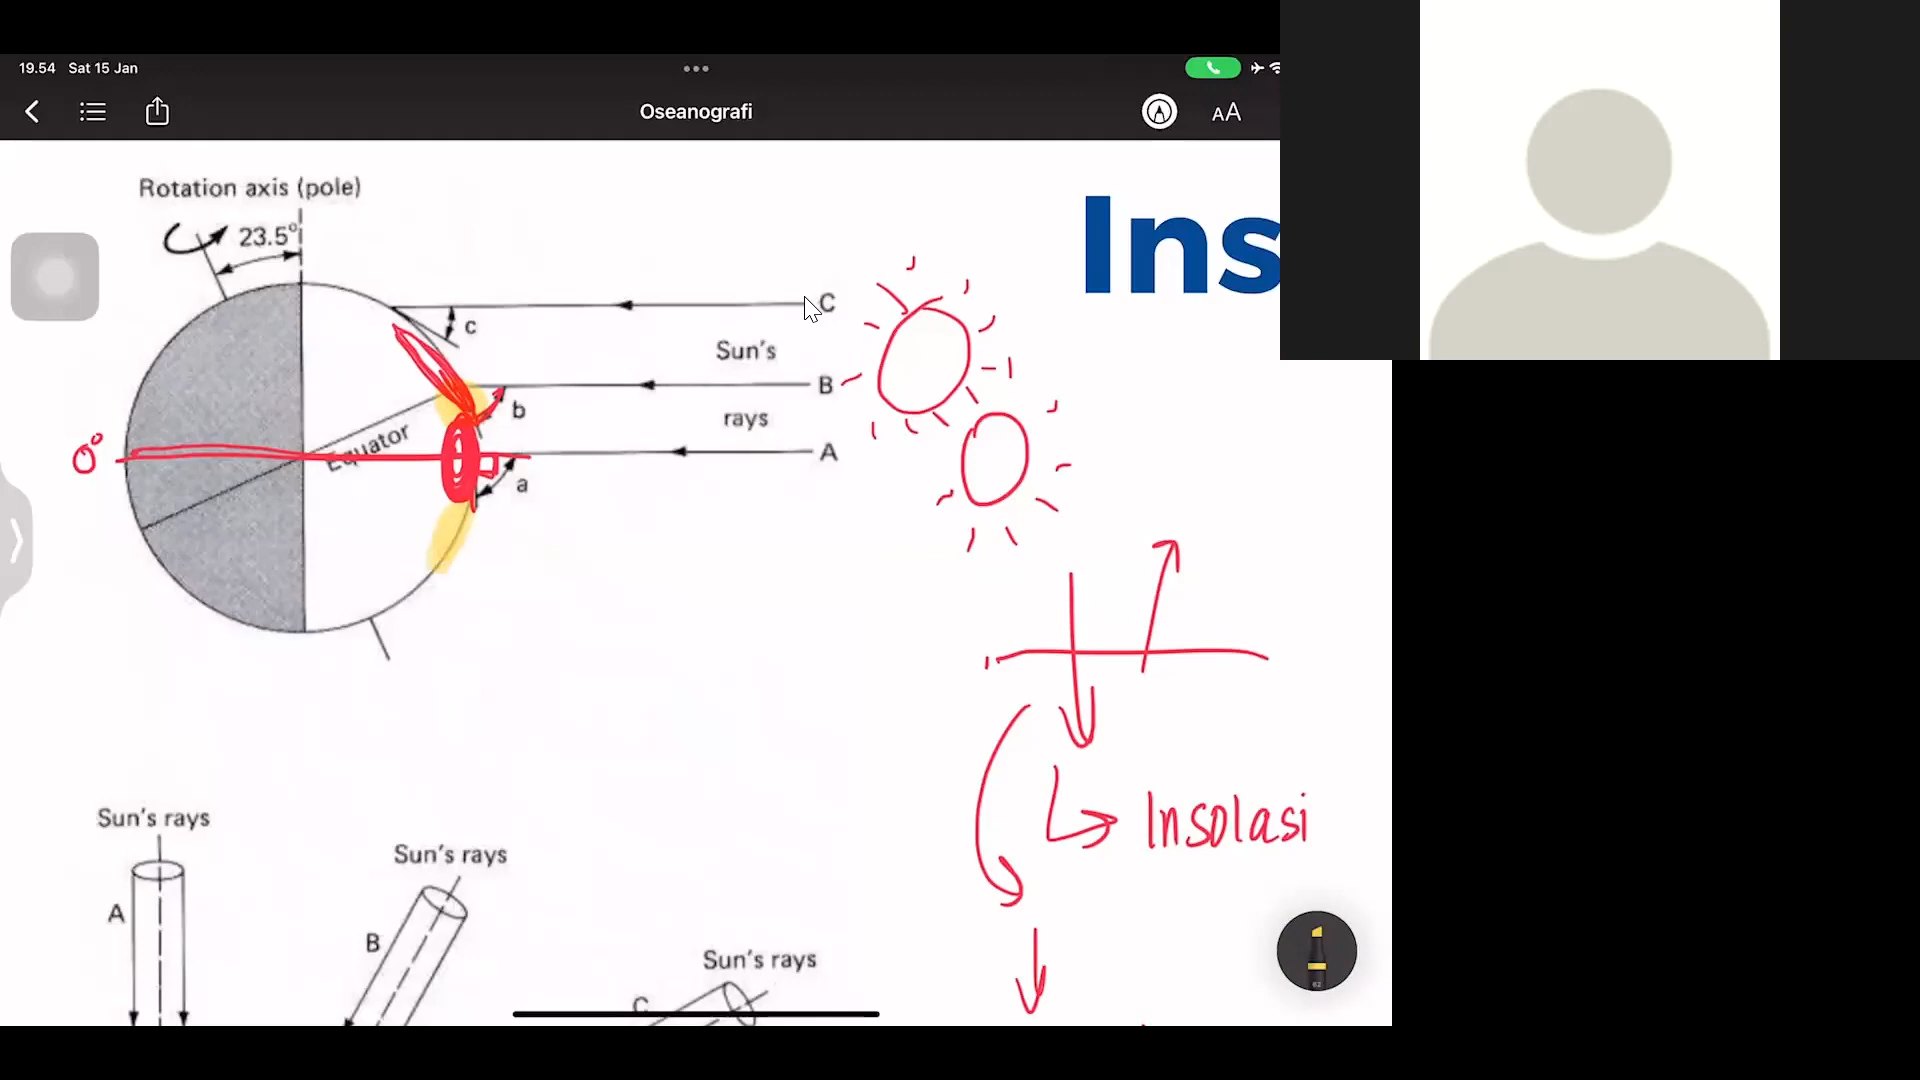 19.54 Sat 15 Jan
Oseanografi
AA
Rotation axis (pole)
23.5°
Ins
C
c
Sun's
B
b
rays
0°
Equator
A
a
Sun's rays
Sun's rays
A
B
Sun's rays
C
Insolasi
62